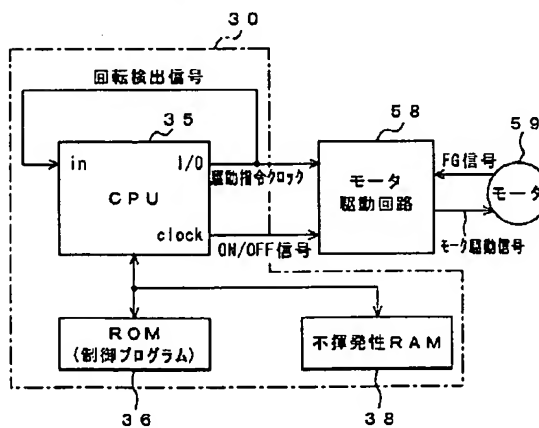 30
回転検出信号
35
58
59
in
I/O
CPU
clock
駆動指令クロック
ON/OFF信号
モータ
駆動回路
FG信号
モータ
モータ駆動信号
ROM
(制御プログラム)
不揮発性RAM
36
38